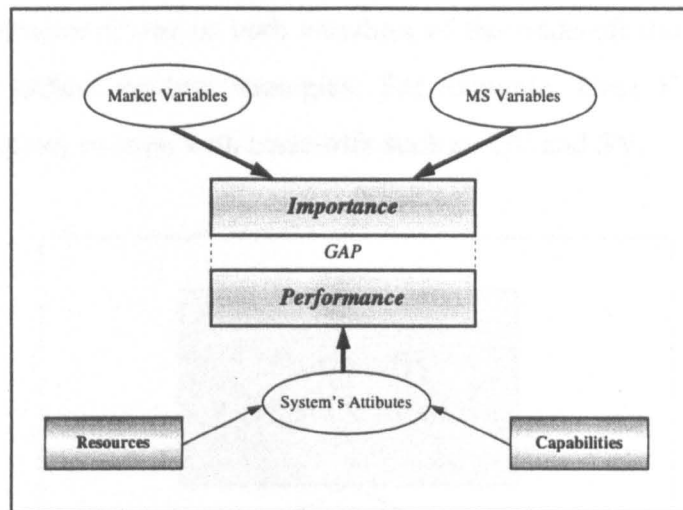 Market Variables
MS Variables
Importance
GAP
Performance
System's Attibutes
Resources
Capabilities